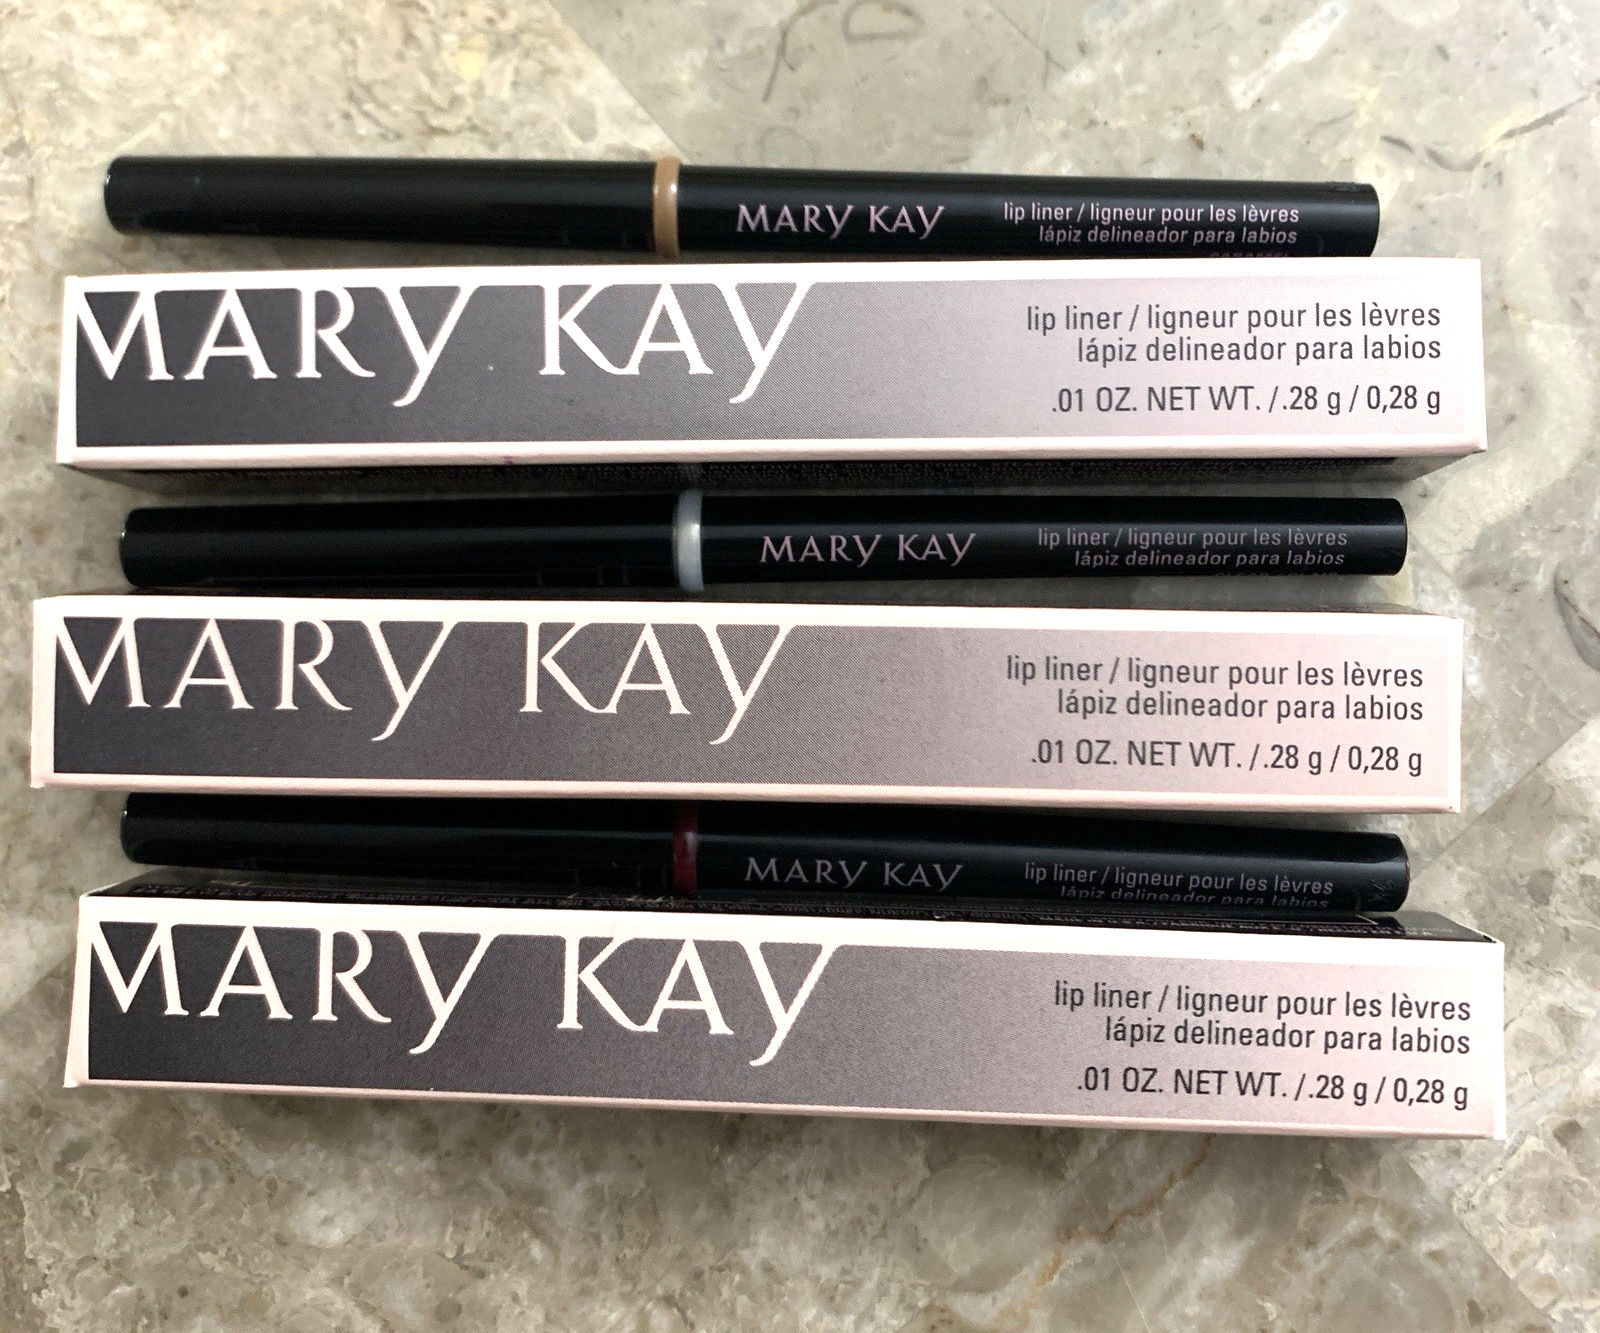 MARY KAY
lip liner / ligneur pour les lèvres
lápiz delineador para labios
MARY KAY
lip liner / ligneur pour les lèvres
lápiz delineador para labios
.01 OZ. NET WT. / .28 g / 0,28 g
MARY KAY
lip liner / ligneur pour les lèvres
lápiz delineador para labios
MARY KAY
lip liner / ligneur pour les lèvres
lápiz delineador para labios
.01 OZ. NET WT. / .28 g / 0,28 g
MARY KAY
lip liner / ligneur pour les lèvres
lápiz delineador para labios
MARY KAY
lip liner / ligneur pour les lèvres
lápiz delineador para labios
.01 OZ. NET WT. / .28 g / 0,28 g